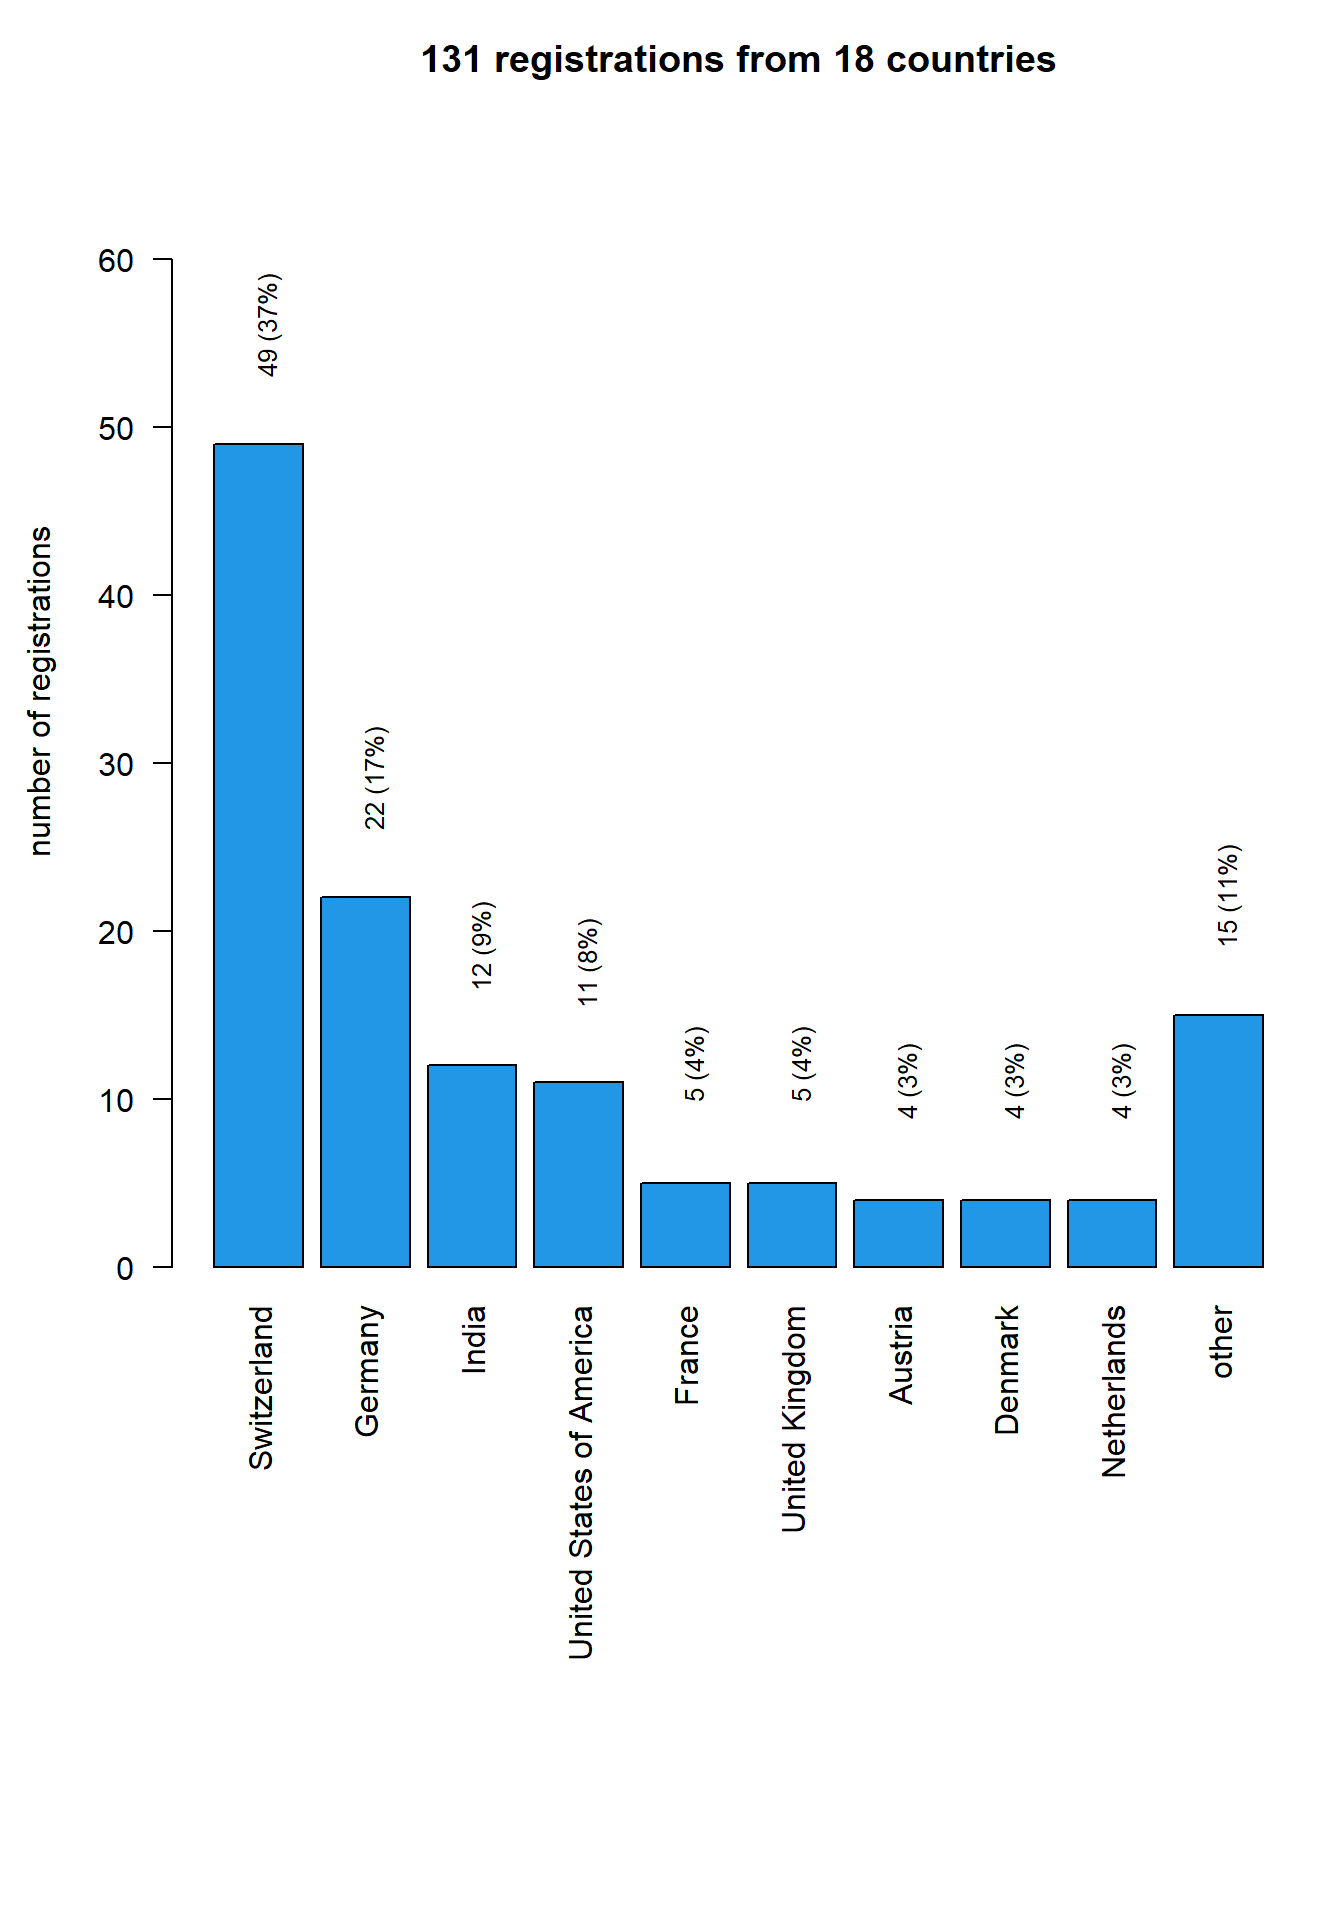 131 registrations from 18 countries
number of registrations
60
50
40
30
20
10
0
49 (37%)
22 (17%)
12 (9%)
11 (8%)
5 (4%)
5 (4%)
4 (3%)
4 (3%)
4 (3%)
15 (11%)
Switzerland
Germany
India
United States of America
France
United Kingdom
Austria
Denmark
Netherlands
other